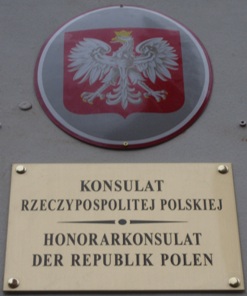 KONSULAT
RZECZYPOSPOLITEJ POLSKIEJ
HONORARKONSULAT
DER REPUBLIK POLEN